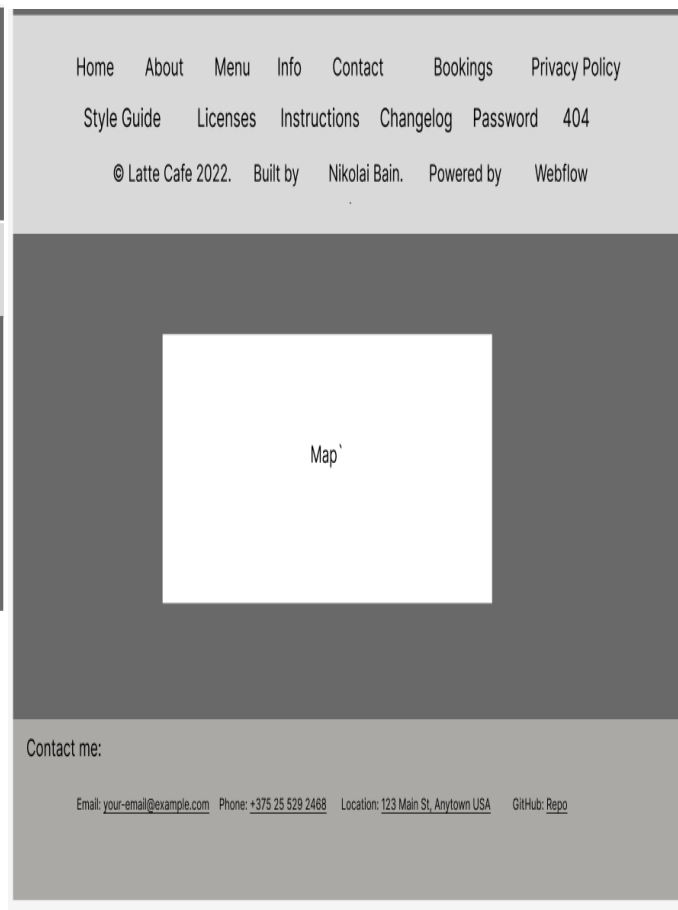 Home About Menu Info Contact Bookings Privacy Policy
Style Guide Licenses Instructions Changelog Password 404
© Latte Cafe 2022. Built by Nikolai Bain. Powered by Webflow
.
Map`
Contact me:
Email: your-email@example.com Phone: +375 25 529 2468 Location: 123 Main St, Anytown USA GitHub: Repo